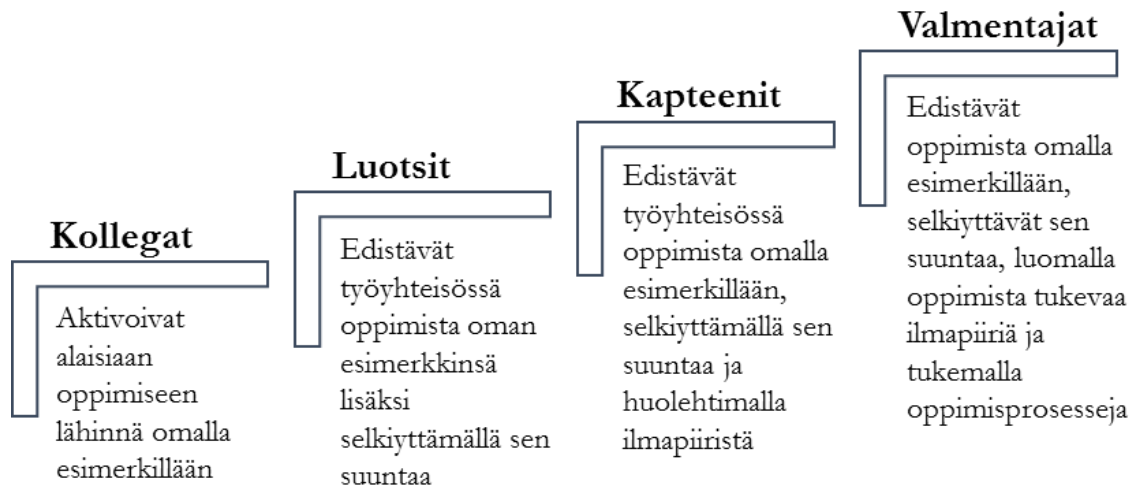 Kollegat
Aktivoivat
alaisiaan
oppimiseen
lähinnä omalla
esimerkillään
Luotsit
Edistävät
työyhteisössä
oppimista oman
esimerkkinsä
lisäksi
selkiyttämällä sen
suuntaa
Kapteenit
Edistävät
työyhteisössä
oppimista omalla
esimerkillään,
selkiyttämällä sen
suuntaa ja
huolehtimalla
ilmapiiristä
Valmentajat
Edistävät
oppimista omalla
esimerkillään,
selkiyttävät sen
suuntaa, luomalla
oppimista tukevaa
ilmapiiriä ja
tukemalla
oppimisprosesseja